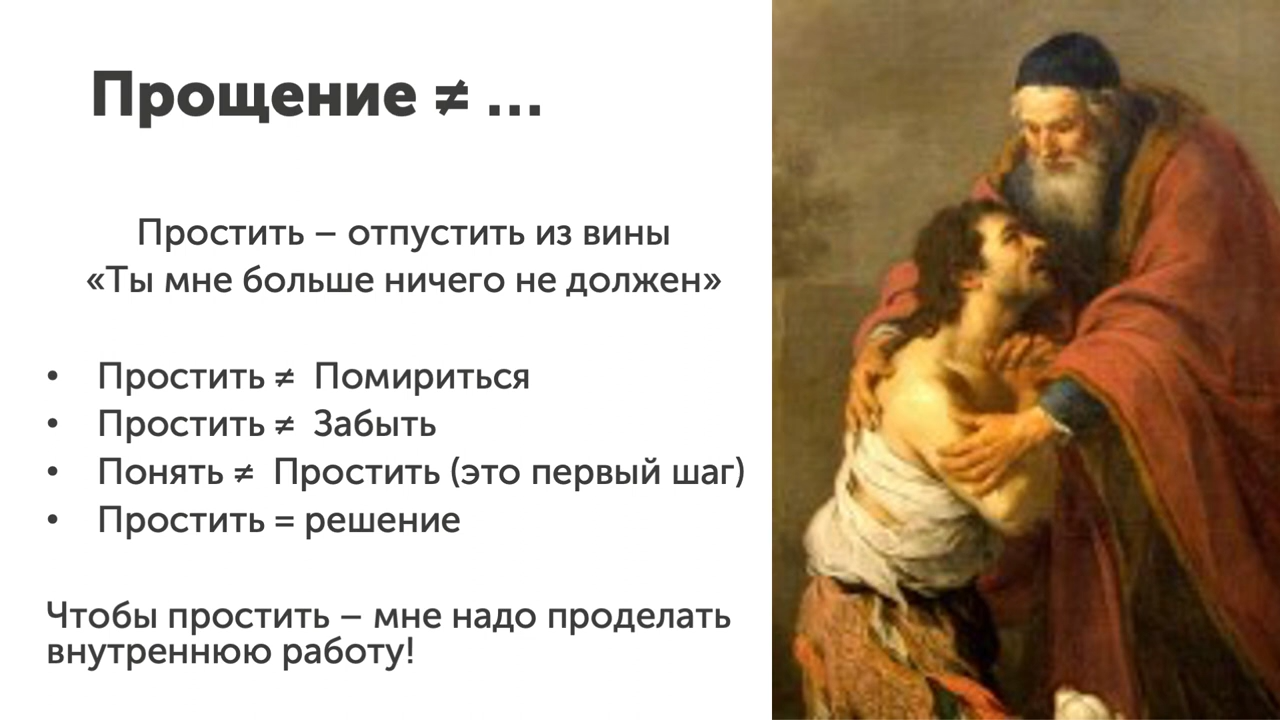 Прощение ≠ ...
Простить – отпустить из вины
«Ты мне больше ничего не должен»
• Простить ≠ Помириться
• Простить ≠ Забыть
• Понять ≠ Простить (это первый шаг)
• Простить = решение
Чтобы простить – мне надо проделать
внутреннюю работу!